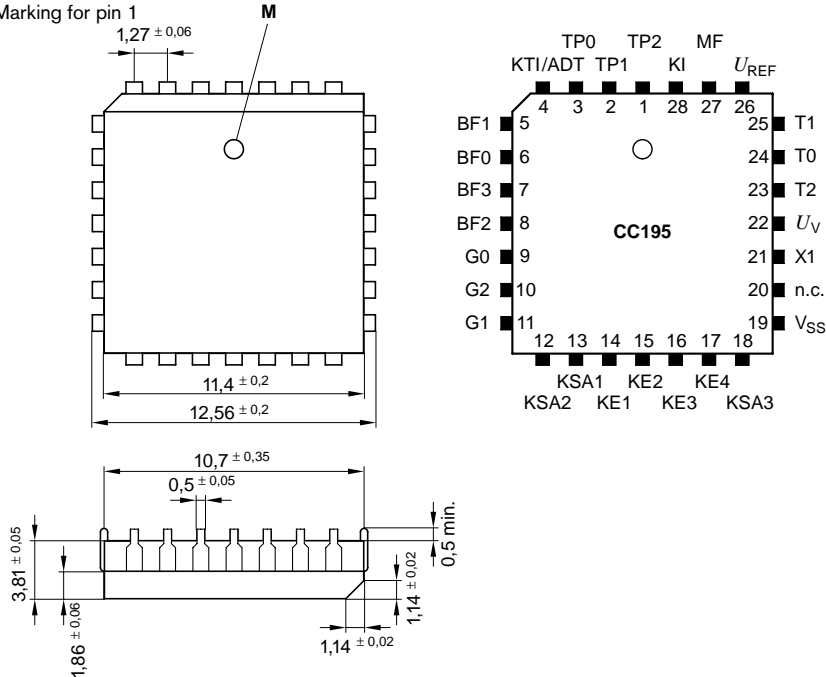 Marking for pin 1
M
1,27 ± 0,06
11,4 ± 0,2
12,56 ± 0,2
TP0 TP2 MF
KTI/ADT TP1 KI U REF
4 3 2 1 28 27 26
BF1 5 25 T1
BF0 6 24 T0
BF3 7 23 T2
BF2 8 22 U V
CC195
G0 9 21 X1
G2 10 20 n.c.
G1 11 19 V SS
12 13 14 15 16 17 18
KSA1 KE2 KE4
KSA2 KE1 KE3 KSA3
10,7 ± 0,35
0,5 ± 0,05
0,5 min.
3,81 ± 0,05
1,86 ± 0,06
1,14 ± 0,02
1,14 ± 0,02